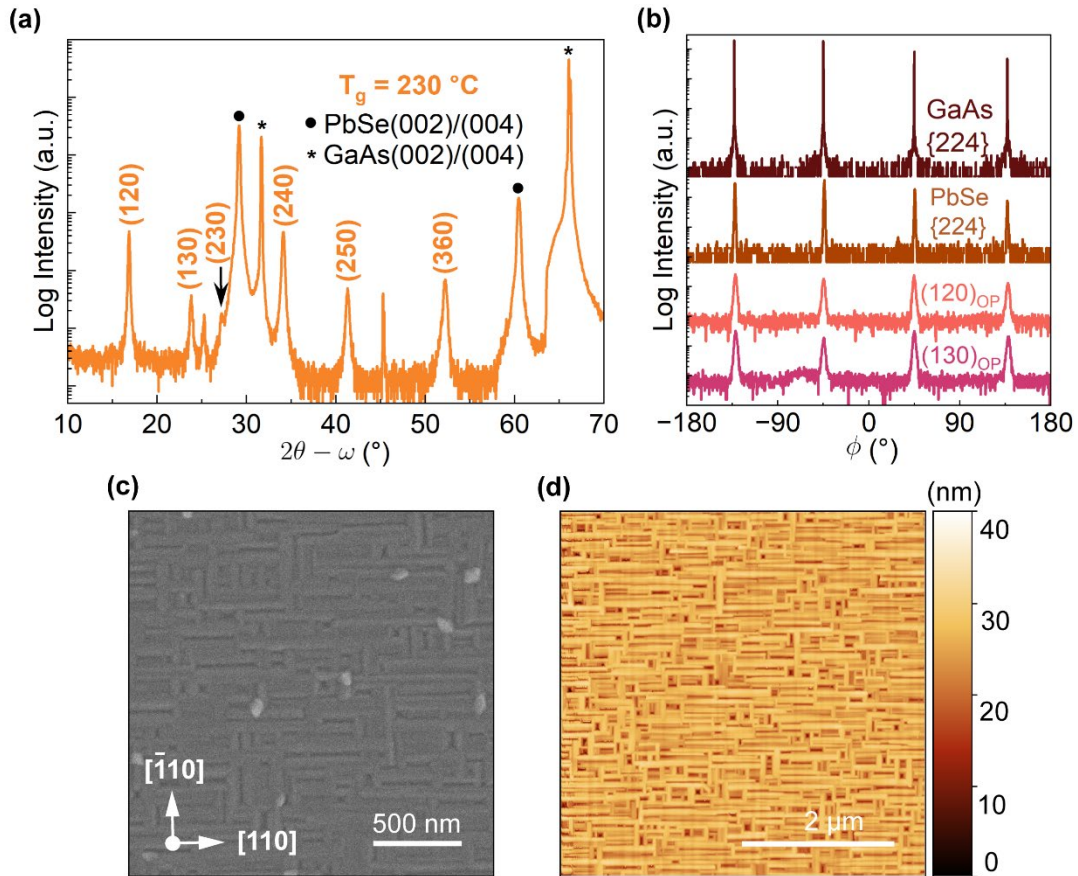 (a)
Log Intensity (a.u.)
T_g = 230 °C
● PbSe(002)/(004)
* GaAs(002)/(004)
(120)
(130)
(230)
●
*
(240)
(250)
(360)
●
*
10 20 30 40 50 60 70
2θ − ω (°)
(b)
Log Intensity (a.u.)
GaAs
{224}
PbSe
{224}
(120)OP
(130)OP
−180 −90 0 90 180
ϕ (°)
(c)
[1̄10]
[110]
500 nm
(d)
2 µm
(nm)
40
30
20
10
0